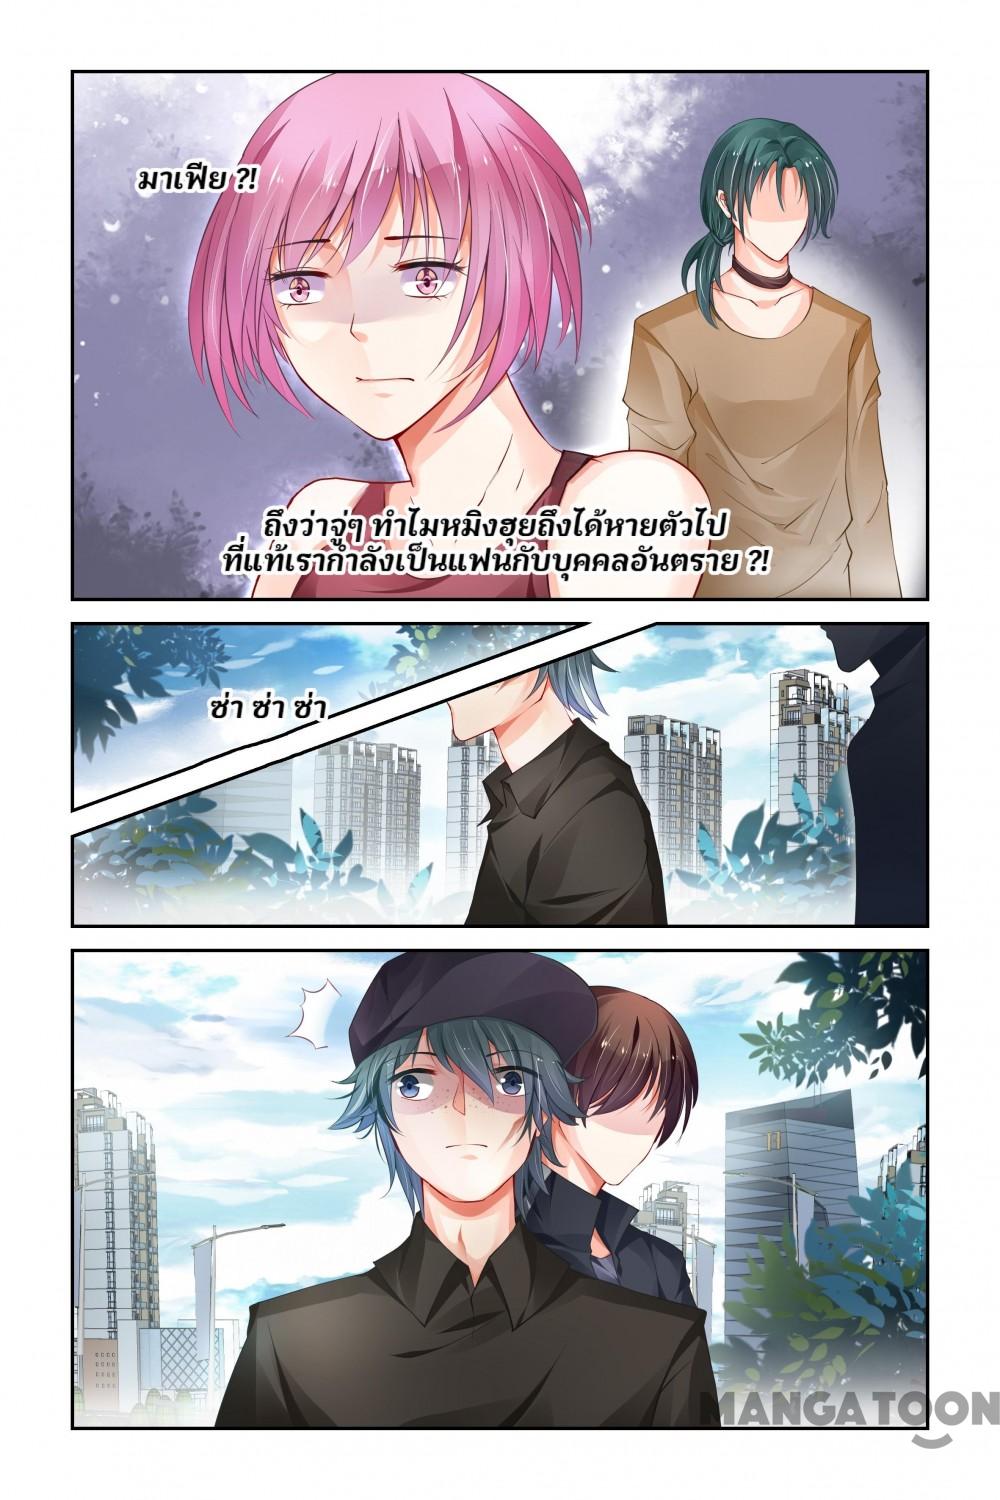 มาเฟีย ?!
ถึงว่าจู่ๆ ทำไมหมิงฮุยถึงได้หายตัวไป
ที่แท้เรากำลังเป็นแฟนกับบุคคลอันตราย ?!
ซ่า ซ่า ซ่า
MANGATOON